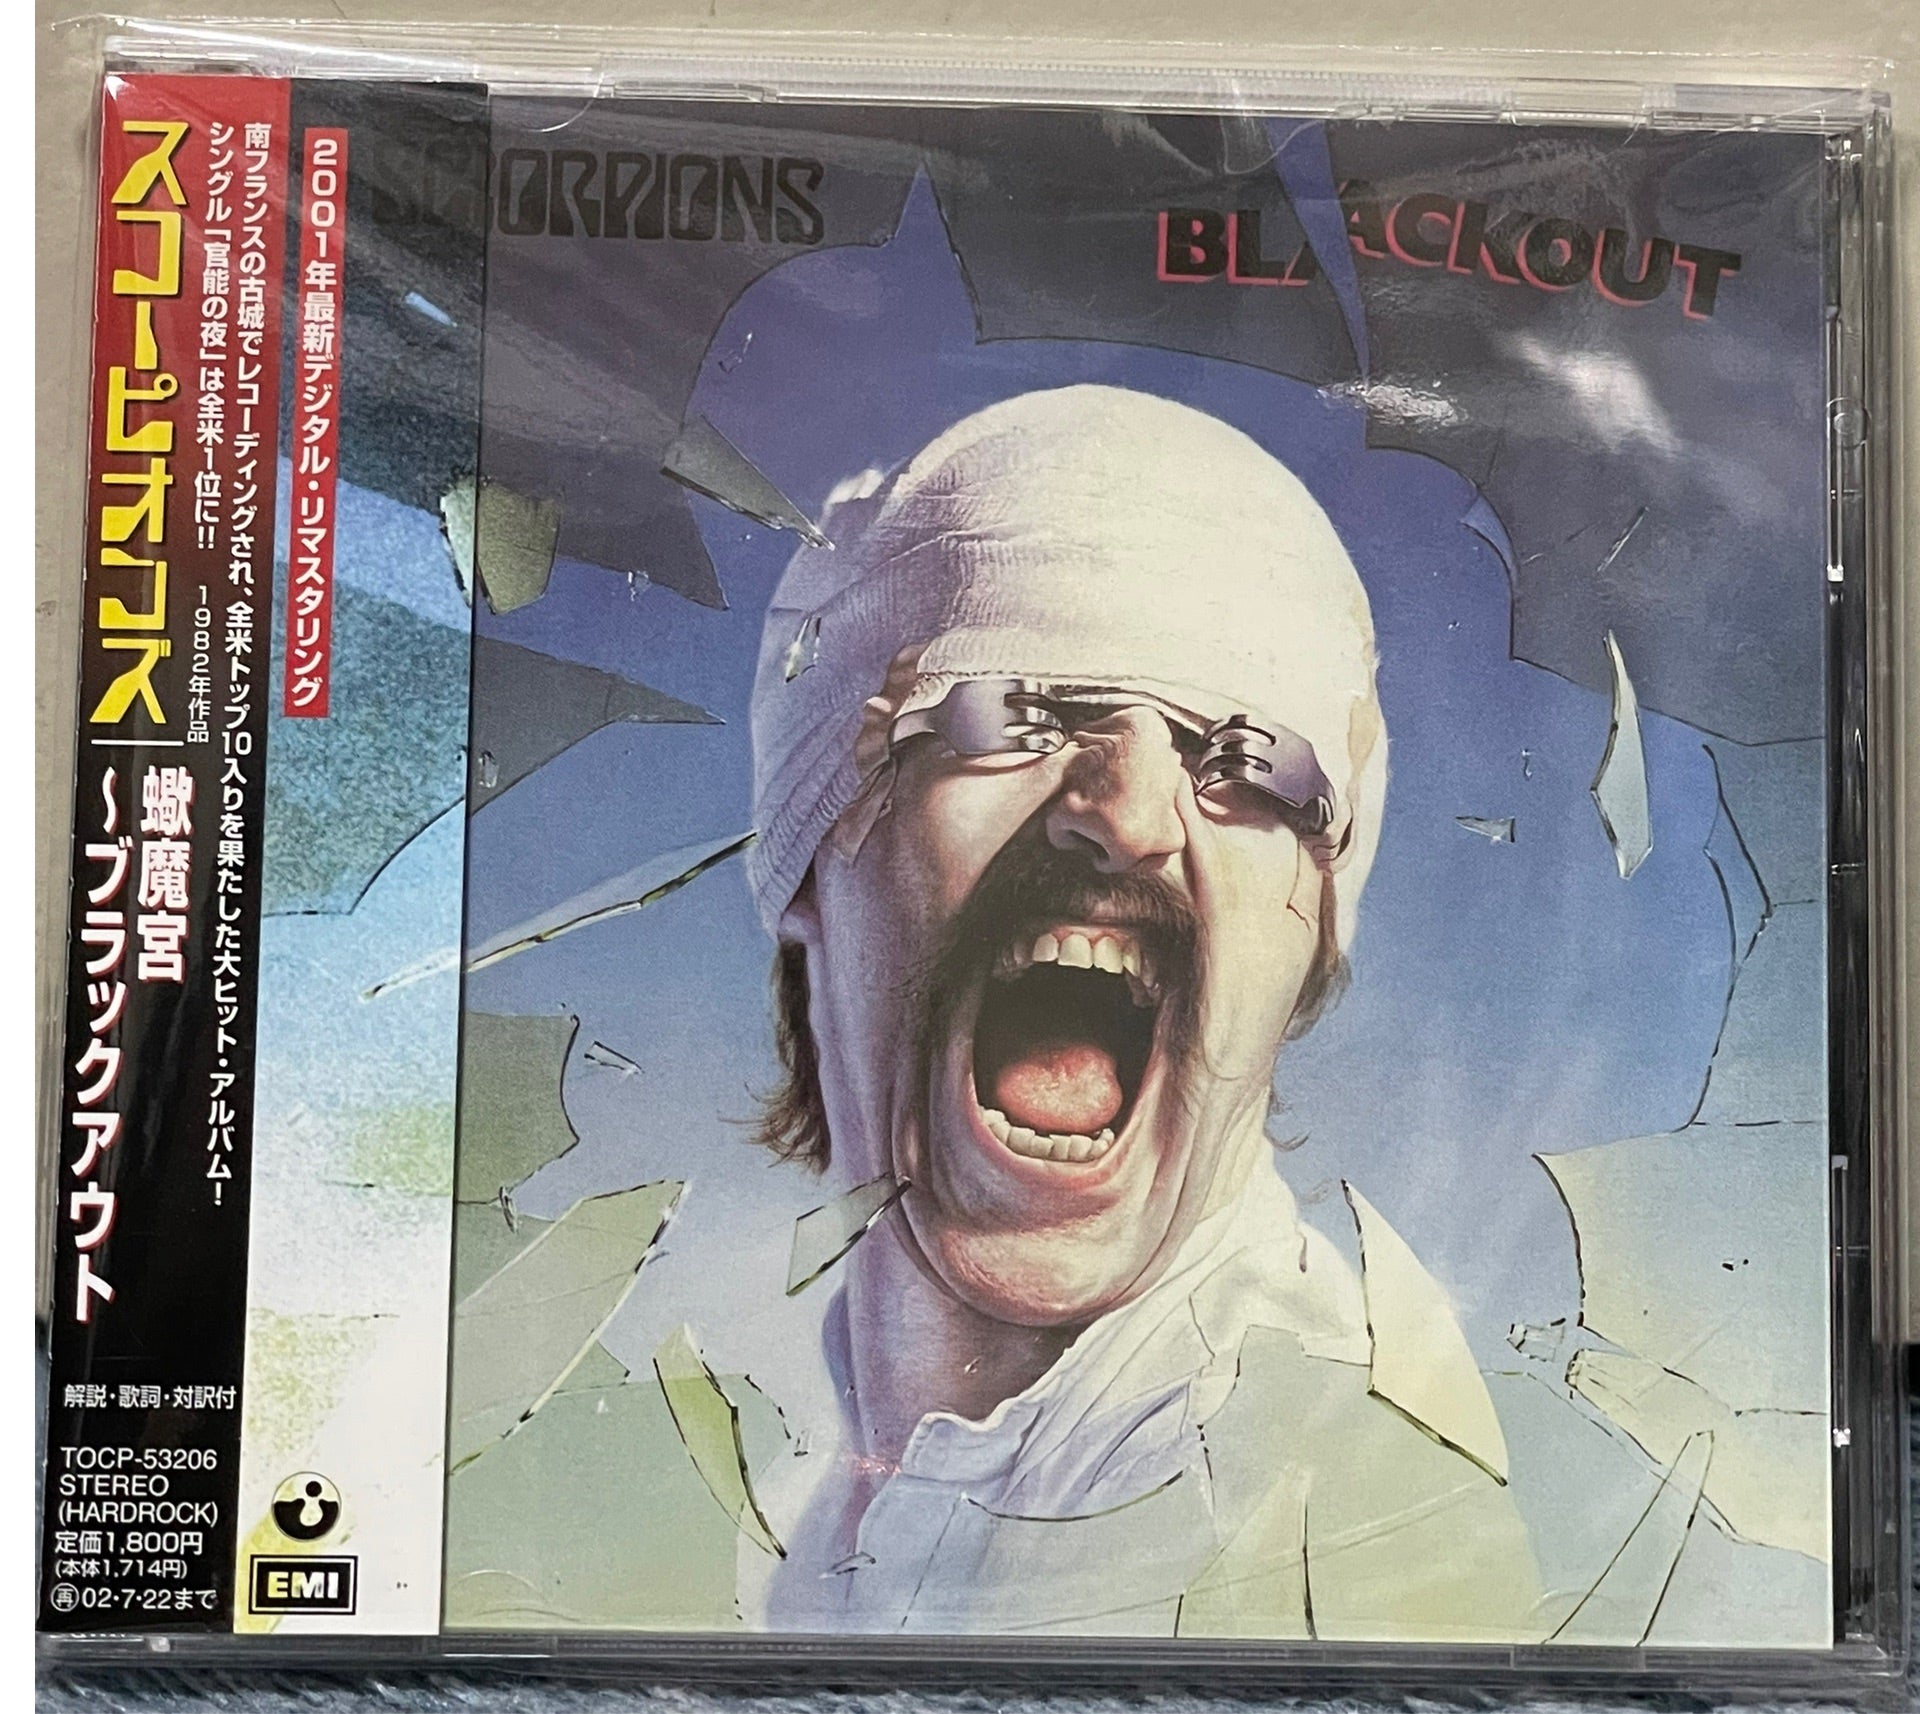 スコーピオンズ
蠍魔宮
～ブラックアウト
南フランスの古城でレコーディングされ、全米トップ10入りを果たした大ヒット・アルバム！
シングル「官能の夜」は全米1位に!!
1982年作品
2001年最新デジタル・リマスタリング
SCORPIONS
BLACKOUT
解説・歌詞・対訳付
TOCP-53206
STEREO
(HARDROCK)
定価1,800円
(本体1,714円)
再02・7・22まで
EMI